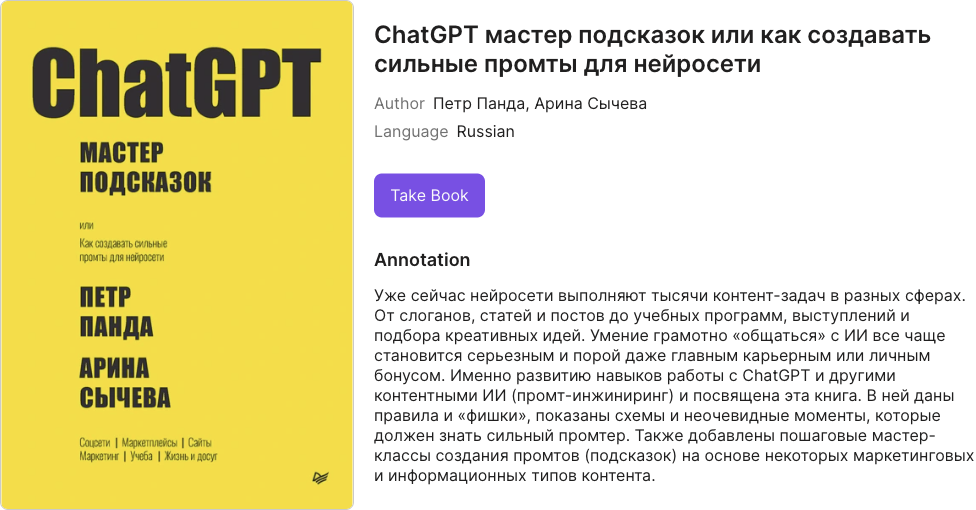 ChatGPT
МАСТЕР
ПОДСКАЗОК
или
Как создавать сильные
промты для нейросети
ПЕТР
ПАНДА
АРИНА
СЫЧЕВА
Соцсети | Маркетплейсы | Сайты
Маркетинг | Учеба | Жизнь и досуг
ChatGPT мастер подсказок или как создавать
сильные промты для нейросети
Author Петр Панда, Арина Сычева
Language Russian
Take Book
Annotation
Уже сейчас нейросети выполняют тысячи контент-задач в разных сферах.
От слоганов, статей и постов до учебных программ, выступлений и
подбора креативных идей. Умение грамотно «общаться» с ИИ все чаще
становится серьезным и порой даже главным карьерным или личным
бонусом. Именно развитию навыков работы с ChatGPT и другими
контентными ИИ (промт-инжиниринг) и посвящена эта книга. В ней даны
правила и «фишки», показаны схемы и неочевидные моменты, которые
должен знать сильный промтер. Также добавлены пошаговые мастер-
классы создания промтов (подсказок) на основе некоторых маркетинговых
и информационных типов контента.